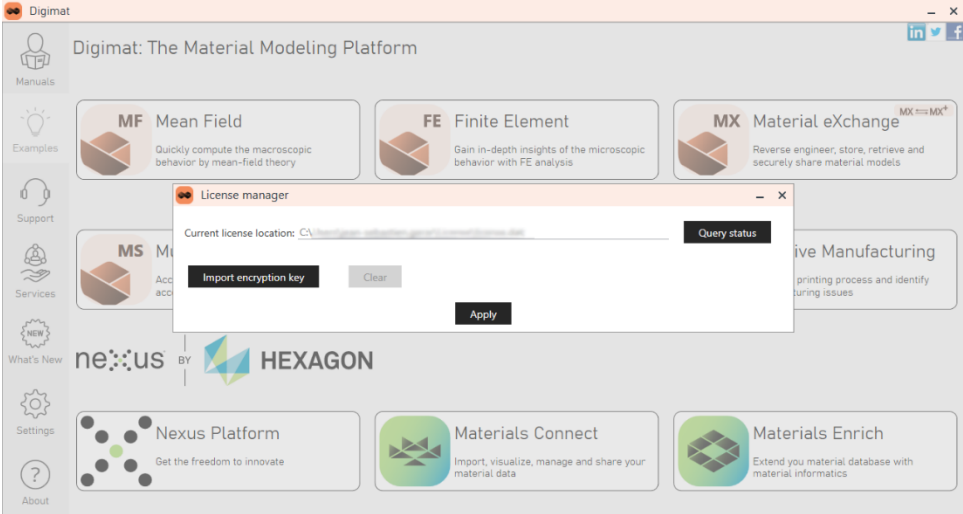 Digimat
Digimat: The Material Modeling Platform
in
f
Manuals
Examples
Support
Services
NEW
What's New
Settings
?
About
MF Mean Field
Quickly compute the macroscopic
behavior by mean-field theory
FE Finite Element
Gain in-depth insights of the microscopic
behavior with FE analysis
MX Material eXchange
MX MX+
Reverse engineer, store, retrieve and
securely share material models
License manager
Current license location: C:\
Query status
Import encryption key
Clear
Apply
MS
ive Manufacturing
printing process and identify
turing issues
nexus BY HEXAGON
Nexus Platform
Get the freedom to innovate
Materials Connect
Import, visualize, manage and share your
material data
Materials Enrich
Extend you material database with
material informatics